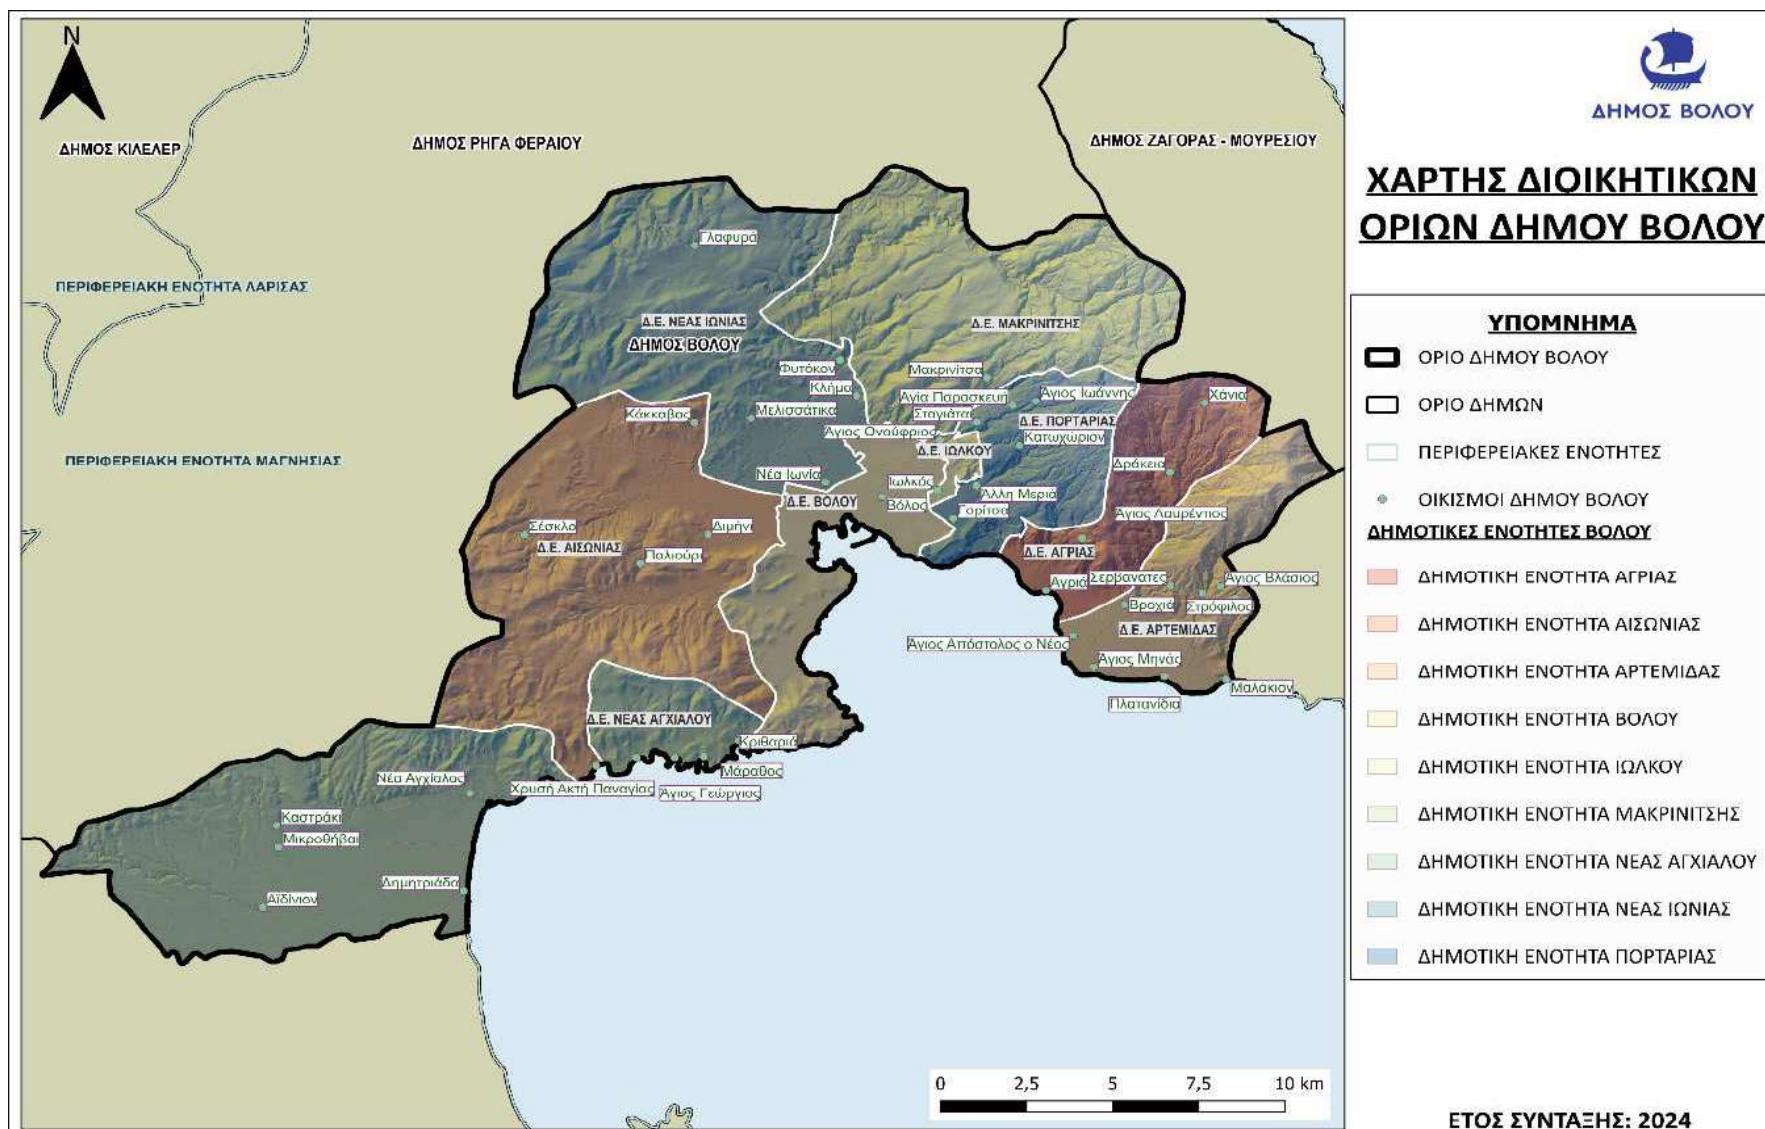 N
ΔΗΜΟΣ ΒΟΛΟΥ
ΔΗΜΟΣ ΚΙΛΕΛΕΡ
ΔΗΜΟΣ ΡΗΓΑ ΦΕΡΑΙΟΥ
ΔΗΜΟΣ ΖΑΓΟΡΑΣ - ΜΟΥΡΕΣΙΟΥ
ΧΑΡΤΗΣ ΔΙΟΙΚΗΤΙΚΩΝ
ΟΡΙΩΝ ΔΗΜΟΥ ΒΟΛΟΥ
Γλαφυρά
ΠΕΡΙΦΕΡΕΙΑΚΗ ΕΝΟΤΗΤΑ ΛΑΡΙΣΑΣ
Δ.Ε. ΝΕΑΣ ΙΩΝΙΑΣ
Δ.Ε. ΜΑΚΡΙΝΙΤΣΗΣ
ΔΗΜΟΣ ΒΟΛΟΥ
Φυτόκον
Μακρινίτσα
Κλήμα
Αγία Παρασκευή
Άγιος Ιωάννης
Χάνια
Κάκκαβος
Μελισσάτικα
Σταγιάται
Δ.Ε. ΠΟΡΤΑΡΙΑΣ
Άγιος Ονούφριος
Κατωχώριον
Δ.Ε. ΙΩΛΚΟΥ
ΠΕΡΙΦΕΡΕΙΑΚΗ ΕΝΟΤΗΤΑ ΜΑΓΝΗΣΙΑΣ
Δράκεια
Νέα Ιωνία
Ιωλκός
Άλλη Μεριά
Δ.Ε. ΒΟΛΟΥ
Βόλος
Γορίτσα
Άγιος Λαυρέντιος
Σέσκλο
Διμήνι
Δ.Ε. ΑΙΣΩΝΙΑΣ
Παλιούρι
Δ.Ε. ΑΓΡΙΑΣ
Αγριά
Σερβανατες
Άγιος Βλάσιος
Βροχιά
Στρόφιλος
Δ.Ε. ΑΡΤΕΜΙΔΑΣ
Άγιος Απόστολος ο Νέος
Άγιος Μηνάς
Μαλάκιον
Πλατανίδια
Δ.Ε. ΝΕΑΣ ΑΓΧΙΑΛΟΥ
Κριθαριά
Μάραθος
Νέα Αγχίαλος
Χρυσή Ακτή Παναγίας
Άγιος Γεώργιος
Καστράκι
Μικροθήβαι
Δημητριάδα
Αϊδίνιον
ΥΠΟΜΝΗΜΑ
ΟΡΙΟ ΔΗΜΟΥ ΒΟΛΟΥ
ΟΡΙΟ ΔΗΜΩΝ
ΠΕΡΙΦΕΡΕΙΑΚΕΣ ΕΝΟΤΗΤΕΣ
ΟΙΚΙΣΜΟΙ ΔΗΜΟΥ ΒΟΛΟΥ
ΔΗΜΟΤΙΚΕΣ ΕΝΟΤΗΤΕΣ ΒΟΛΟΥ
ΔΗΜΟΤΙΚΗ ΕΝΟΤΗΤΑ ΑΓΡΙΑΣ
ΔΗΜΟΤΙΚΗ ΕΝΟΤΗΤΑ ΑΙΣΩΝΙΑΣ
ΔΗΜΟΤΙΚΗ ΕΝΟΤΗΤΑ ΑΡΤΕΜΙΔΑΣ
ΔΗΜΟΤΙΚΗ ΕΝΟΤΗΤΑ ΒΟΛΟΥ
ΔΗΜΟΤΙΚΗ ΕΝΟΤΗΤΑ ΙΩΛΚΟΥ
ΔΗΜΟΤΙΚΗ ΕΝΟΤΗΤΑ ΜΑΚΡΙΝΙΤΣΗΣ
ΔΗΜΟΤΙΚΗ ΕΝΟΤΗΤΑ ΝΕΑΣ ΑΓΧΙΑΛΟΥ
ΔΗΜΟΤΙΚΗ ΕΝΟΤΗΤΑ ΝΕΑΣ ΙΩΝΙΑΣ
ΔΗΜΟΤΙΚΗ ΕΝΟΤΗΤΑ ΠΟΡΤΑΡΙΑΣ
0 2,5 5 7,5 10 km
ΕΤΟΣ ΣΥΝΤΑΞΗΣ: 2024